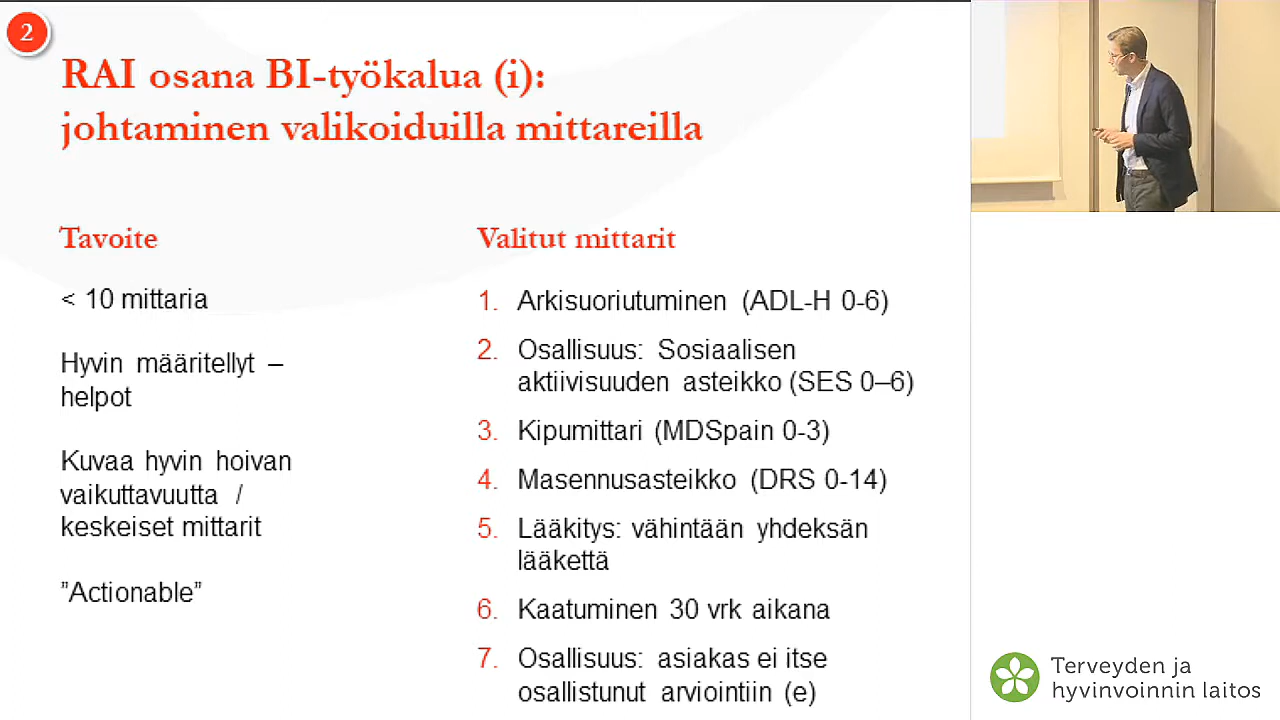 2
RAI osana BI-työkalua (i):
johtaminen valikoiduilla mittareilla
Tavoite
< 10 mittaria
Hyvin määritellyt –
helpot
Kuvaa hyvin hoivan
vaikuttavuutta /
keskeiset mittarit
”Actionable”
Valitut mittarit
1. Arkisuoriutuminen (ADL-H 0-6)
2. Osallisuus: Sosiaalisen
aktiivisuuden asteikko (SES 0–6)
3. Kipumittari (MDSpain 0-3)
4. Masennusasteikko (DRS 0-14)
5. Lääkitys: vähintään yhdeksän
lääkettä
6. Kaatuminen 30 vrk aikana
7. Osallisuus: asiakas ei itse
osallistunut arviointiin (e)
Terveyden ja
hyvinvoinnin laitos